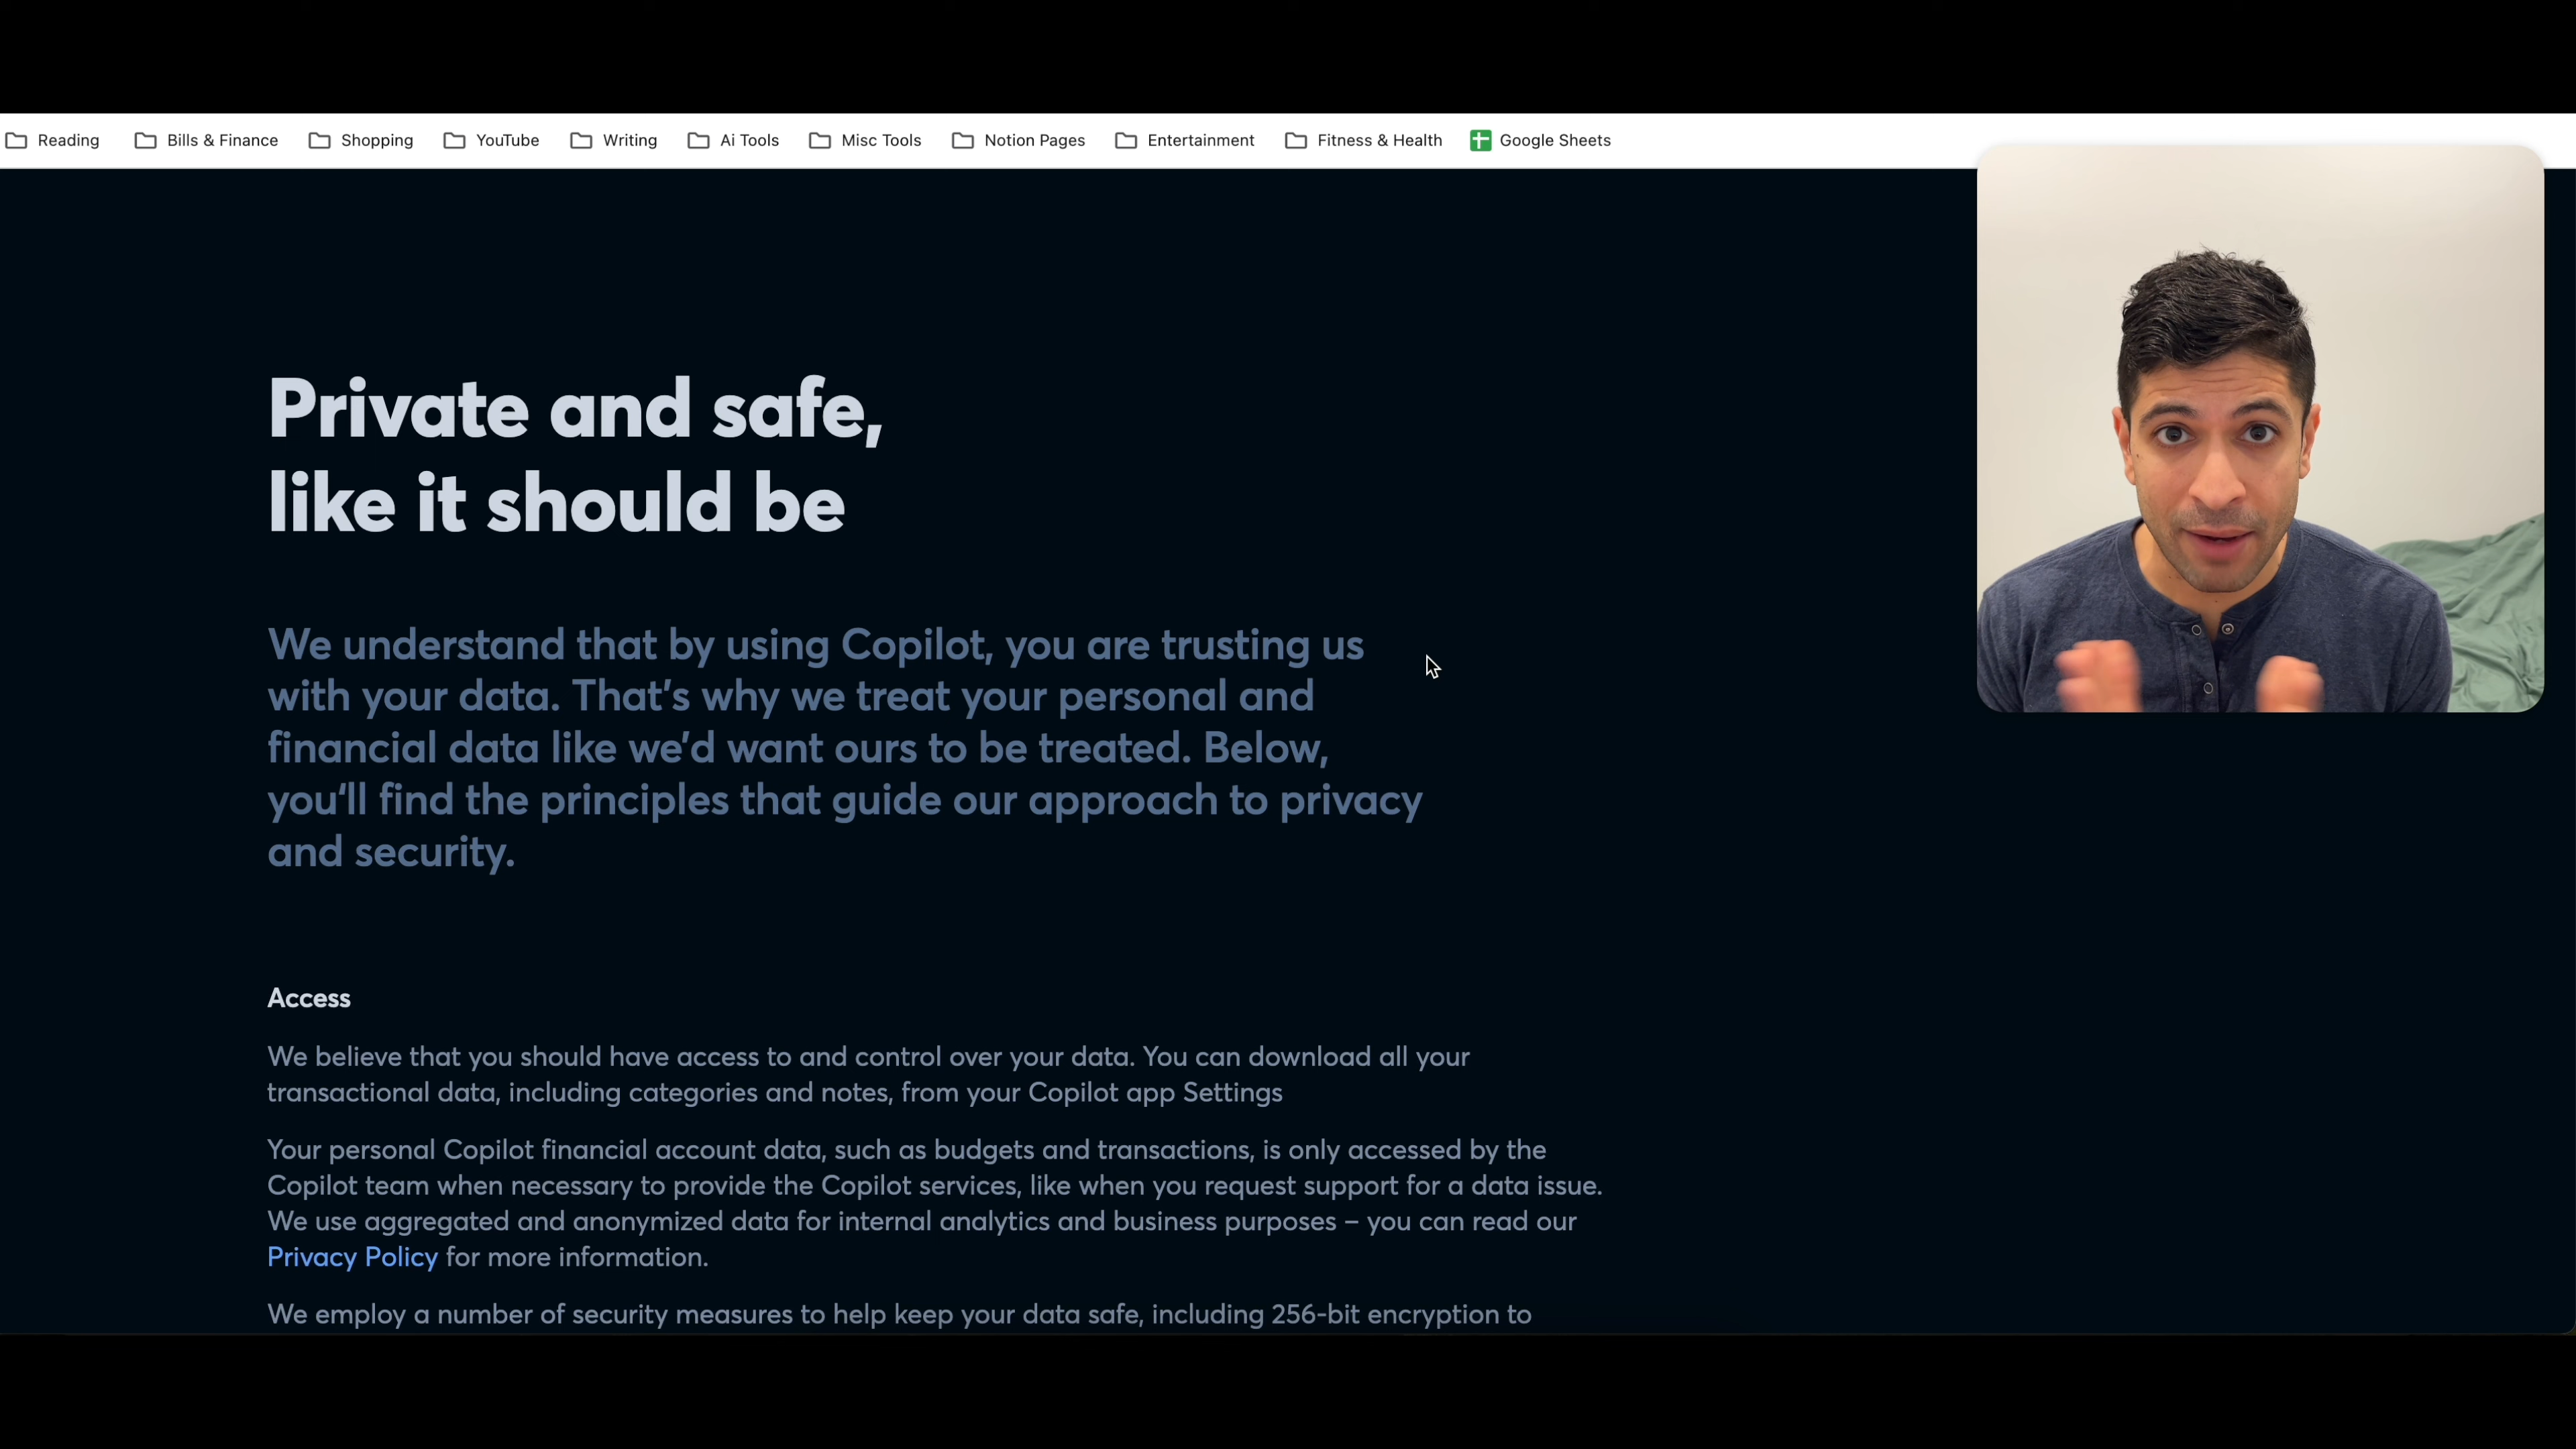 Reading Bills & Finance Shopping YouTube Writing Ai Tools Misc Tools Notion Pages Entertainment Fitness & Health Google Sheets
Private and safe,
like it should be
We understand that by using Copilot, you are trusting us
with your data. That's why we treat your personal and
financial data like we'd want ours to be treated. Below,
you‘ll find the principles that guide our approach to privacy
and security.
Access
We believe that you should have access to and control over your data. You can download all your
transactional data, including categories and notes, from your Copilot app Settings
Your personal Copilot financial account data, such as budgets and transactions, is only accessed by the
Copilot team when necessary to provide the Copilot services, like when you request support for a data issue.
We use aggregated and anonymized data for internal analytics and business purposes – you can read our
Privacy Policy for more information.
We employ a number of security measures to help keep your data safe, including 256-bit encryption to